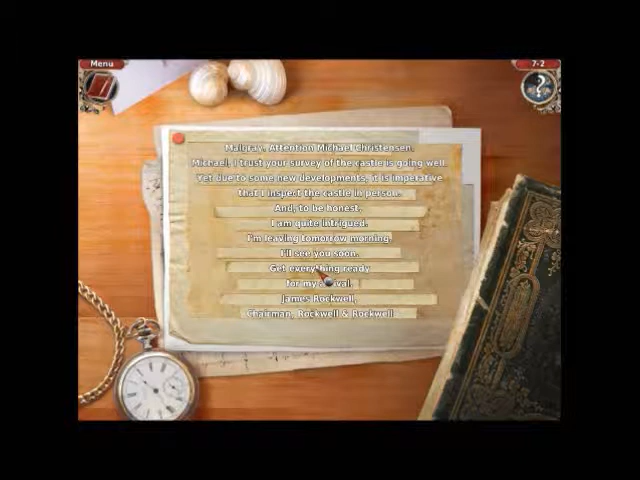 Menu
7-2
Malgray, Attention Michael Christensen.
Michael, I trust your survey of the castle is going well.
Yet due to some new developments, it is imperative
that I inspect the castle in person.
And, to be honest,
I am quite intrigued.
I'm leaving tomorrow morning.
I'll see you soon.
Get everything ready
for my arrival.
James Rockwell,
Chairman, Rockwell & Rockwell